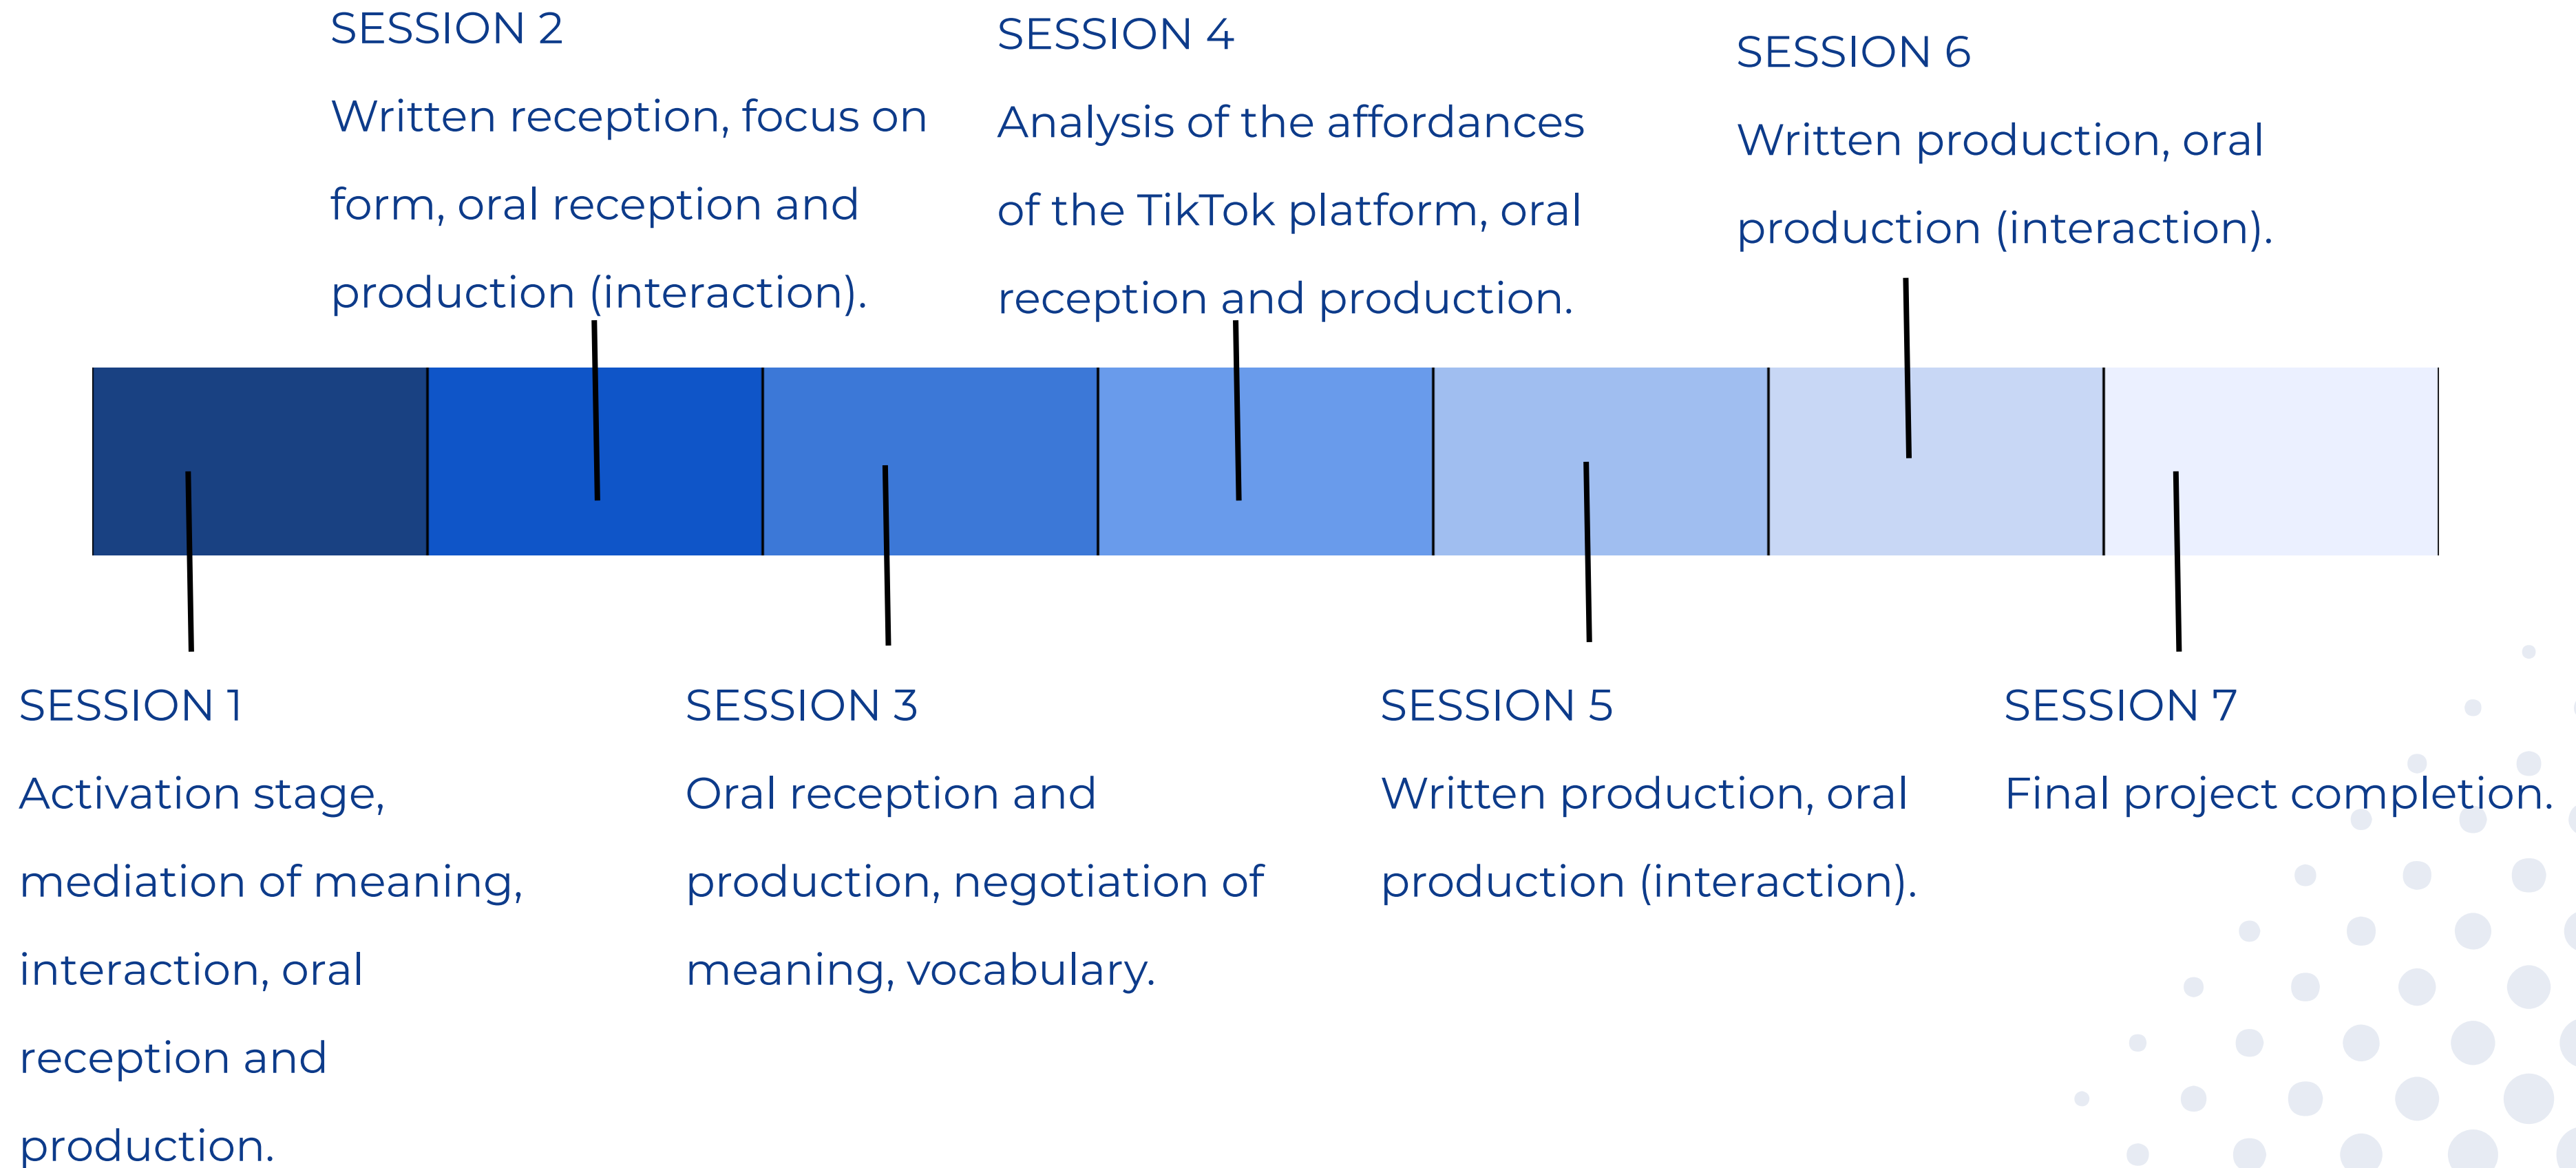 SESSION 2
Written reception, focus on
form, oral reception and
production (interaction).
SESSION 4
Analysis of the affordances
of the TikTok platform, oral
reception and production.
SESSION 6
Written production, oral
production (interaction).
SESSION 1
Activation stage,
mediation of meaning,
interaction, oral
reception and
production.
SESSION 3
Oral reception and
production, negotiation of
meaning, vocabulary.
SESSION 5
Written production, oral
production (interaction).
SESSION 7
Final project completion.